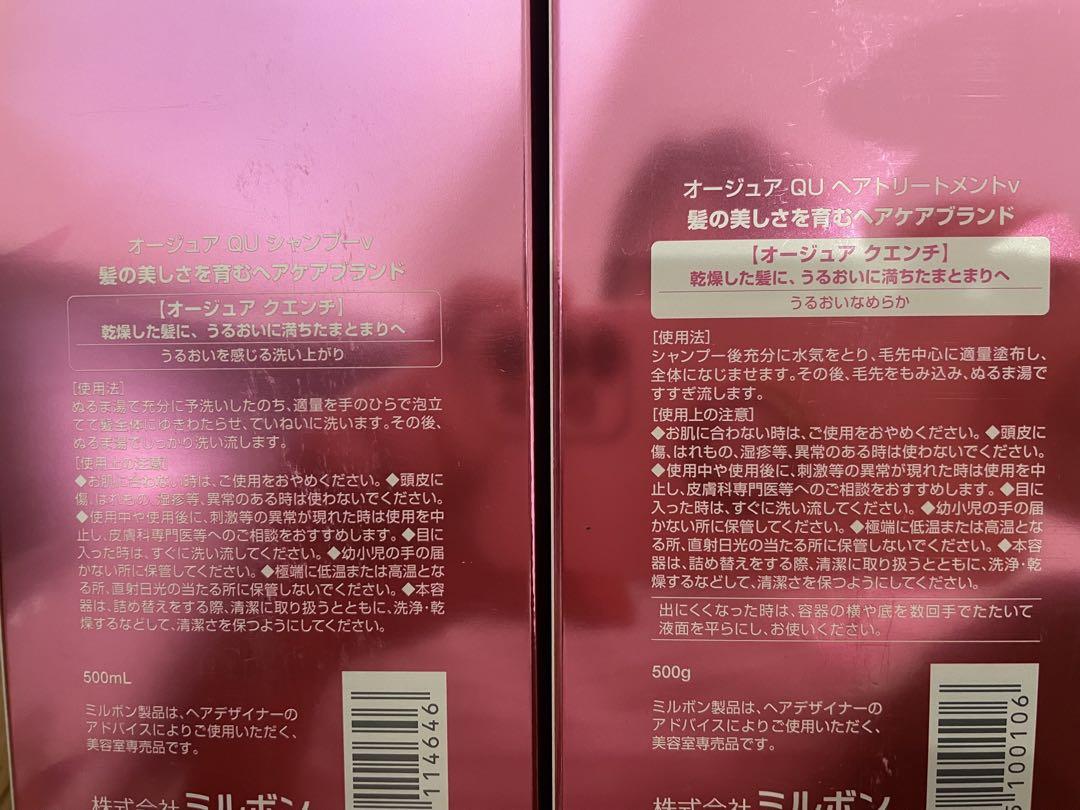 オージュア QU シャンプーv
髪の美しさを育むヘアケアブランド
【オージュア クエンチ】
乾燥した髪に、うるおいに満ちたまとまりへ
うるおいを感じる洗い上がり
[使用法]
ぬるま湯で充分に予洗いしたのち、適量を手のひらで泡立
てて髪全体にゆきわたらせ、ていねいに洗います。その後、
ぬるま湯でしっかり洗い流します。
[使用上の注意]
◆お肌に合わない時は、ご使用をおやめください。◆頭皮に
傷、はれもの、湿疹等、異常のある時は使わないでください。
◆使用中や使用後に、刺激等の異常が現れた時は使用を中
止し、皮膚科専門医等へのご相談をおすすめします。◆目に
入った時は、すぐに洗い流してください。◆幼小児の手の届
かない所に保管してください。◆極端に低温または高温とな
る所、直射日光の当たる所に保管しないでください。◆本容
器は、詰め替えをする際、清潔に取り扱うとともに、洗浄・乾
燥するなどして、清潔さを保つようにしてください。
500mL
ミルボン製品は、ヘアデザイナーの
アドバイスによりご使用いただく、
美容室専売品です。
株式会社 ミルボン
114646
オージュア QU ヘアトリートメントv
髪の美しさを育むヘアケアブランド
【オージュア クエンチ】
乾燥した髪に、うるおいに満ちたまとまりへ
うるおいなめらか
[使用法]
シャンプー後充分に水気をとり、毛先中心に適量塗布し、
全体になじませます。その後、毛先をもみ込み、ぬるま湯で
すすぎ流します。
[使用上の注意]
◆お肌に合わない時は、ご使用をおやめください。◆頭皮に
傷、はれもの、湿疹等、異常のある時は使わないでください。
◆使用中や使用後に、刺激等の異常が現れた時は使用を中
止し、皮膚科専門医等へのご相談をおすすめします。◆目に
入った時は、すぐに洗い流してください。◆幼小児の手の届
かない所に保管してください。◆極端に低温または高温とな
る所、直射日光の当たる所に保管しないでください。◆本容
器は、詰め替えをする際、清潔に取り扱うとともに、洗浄・乾
燥するなどして、清潔さを保つようにしてください。
出にくくなった時は、容器の横や底を数回手でたたいて
液面を平らにし、お使いください。
500g
ミルボン製品は、ヘアデザイナーの
アドバイスによりご使用いただく、
美容室専売品です。
株式会社 ミルボン
100106